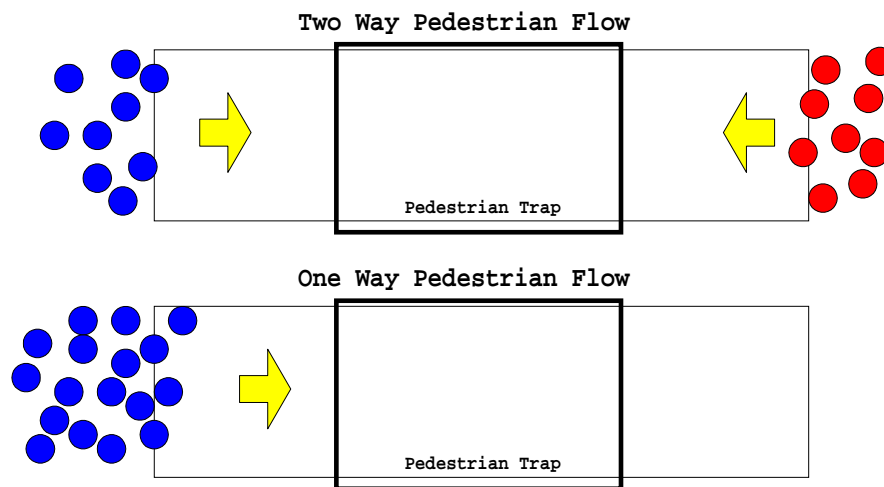 Two Way Pedestrian Flow
Pedestrian Trap
One Way Pedestrian Flow
Pedestrian Trap